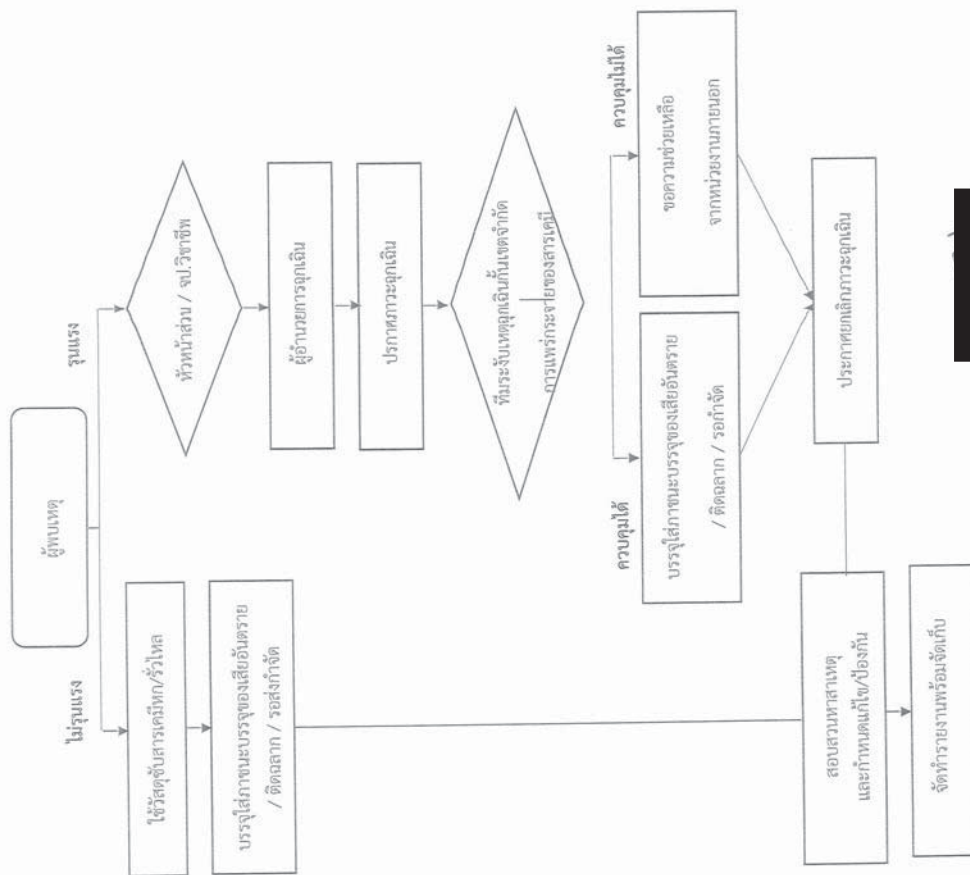 ผู้พบเหตุ
ไม่รุนแรง
รุนแรง
ใช้วัสดุซับสารเคมีหก/รั่วไหล
บรรจุใส่ภาชนะบรรจุของเสียอันตราย
/ ติดฉลาก / รอส่งกำจัด
หัวหน้าส่วน / จป.วิชาชีพ
ผู้อำนวยการฉุกเฉิน
ประกาศภาวะฉุกเฉิน
ทีมระงับเหตุฉุกเฉินกั้นเขตจำกัด
การแพร่กระจายของสารเคมี
ควบคุมได้
ควบคุมไม่ได้
บรรจุใส่ภาชนะบรรจุของเสียอันตราย
/ ติดฉลาก / รอกำจัด
ขอความช่วยเหลือ
จากหน่วยงานภายนอก
ประกาศยกเลิกภาวะฉุกเฉิน
สอบสวนหาสาเหตุ
และกำหนดแก้ไข/ป้องกัน
จัดทำรายงานพร้อมจัดเก็บ